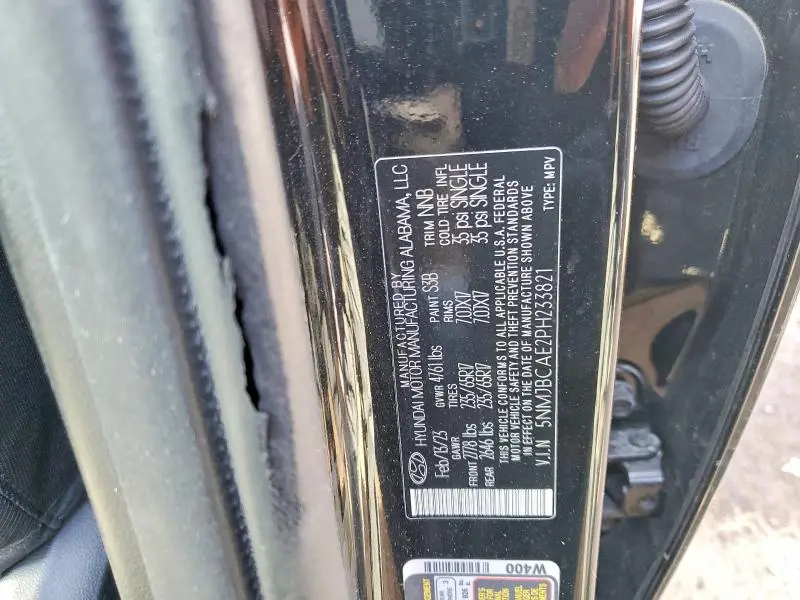 MANUFACTURED BY
HYUNDAI MOTOR MANUFACTURING ALABAMA, LLC
Feb/13/23 GVWR 4761 lbs PAINT S3B TRIM NNB
GAWR TIRES RIMS COLD TIRE INFL
FRONT 2778 lbs 235/65R17 7.0JX17 35 psi SINGLE
REAR 2646 lbs 235/65R17 7.0JX17 35 psi SINGLE
THIS VEHICLE CONFORMS TO ALL APPLICABLE U.S.A. FEDERAL
MOTOR VEHICLE SAFETY AND THEFT PREVENTION STANDARDS
IN EFFECT ON THE DATE OF MANUFACTURE SHOWN ABOVE
V.I.N 5NMJBCAE2PH233821
TYPE: MPV
W400